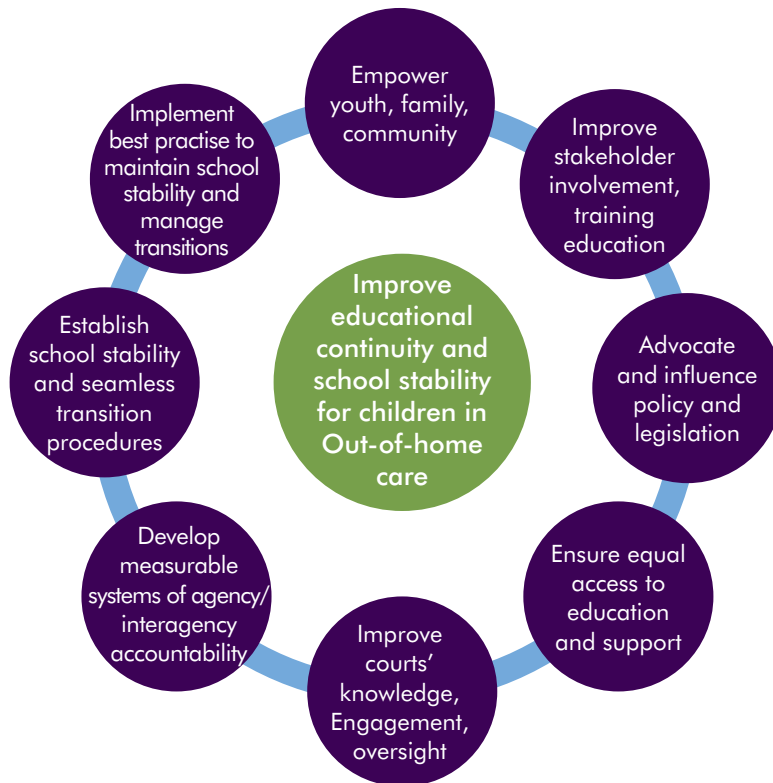 Empower
youth, family,
community
Improve
stakeholder
involvement,
training
education
Advocate
and influence
policy and
legislation
Ensure equal
access to
education
and support
Improve
courts’
knowledge,
Engagement,
oversight
Develop
measurable
systems of agency/
interagency
accountability
Establish
school stability
and seamless
transition
procedures
Implement
best practise to
maintain school
stability and
manage
transitions
Improve
educational
continuity and
school stability
for children in
Out-of-home
care